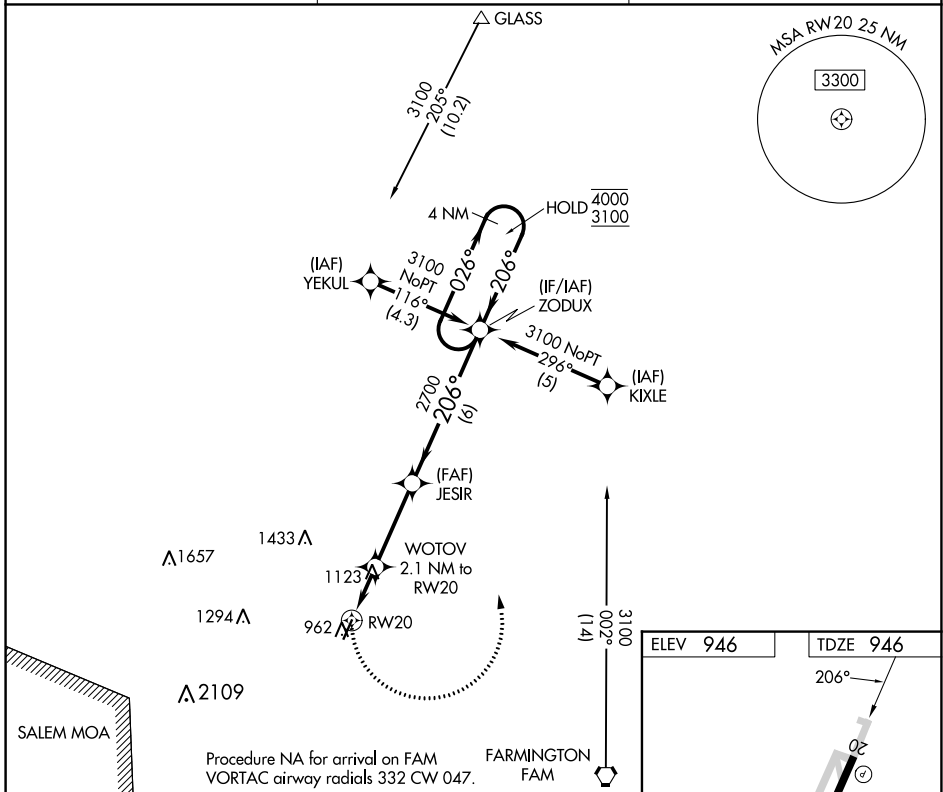 GLASS
3100
205°
(10.2)
MSA RW20 25 NM
3300
4 NM
HOLD
4000
3100
026°
206°
(IAF)
YEKUL
3100
NoPT
116°
(4.3)
(IF/IAF)
ZODUX
3100 NoPT
296°
(5)
(IAF)
KIXLE
2700
206°
(6)
(FAF)
JESIR
1433
1657
WOTOV
2.1 NM to
RW20
1123
1294
962
RW20
2109
3100
002°
(14)
SALEM MOA
Procedure NA for arrival on FAM
VORTAC airway radials 332 CW 047.
FARMINGTON
FAM
ELEV 946
TDZE 946
206°
20
P